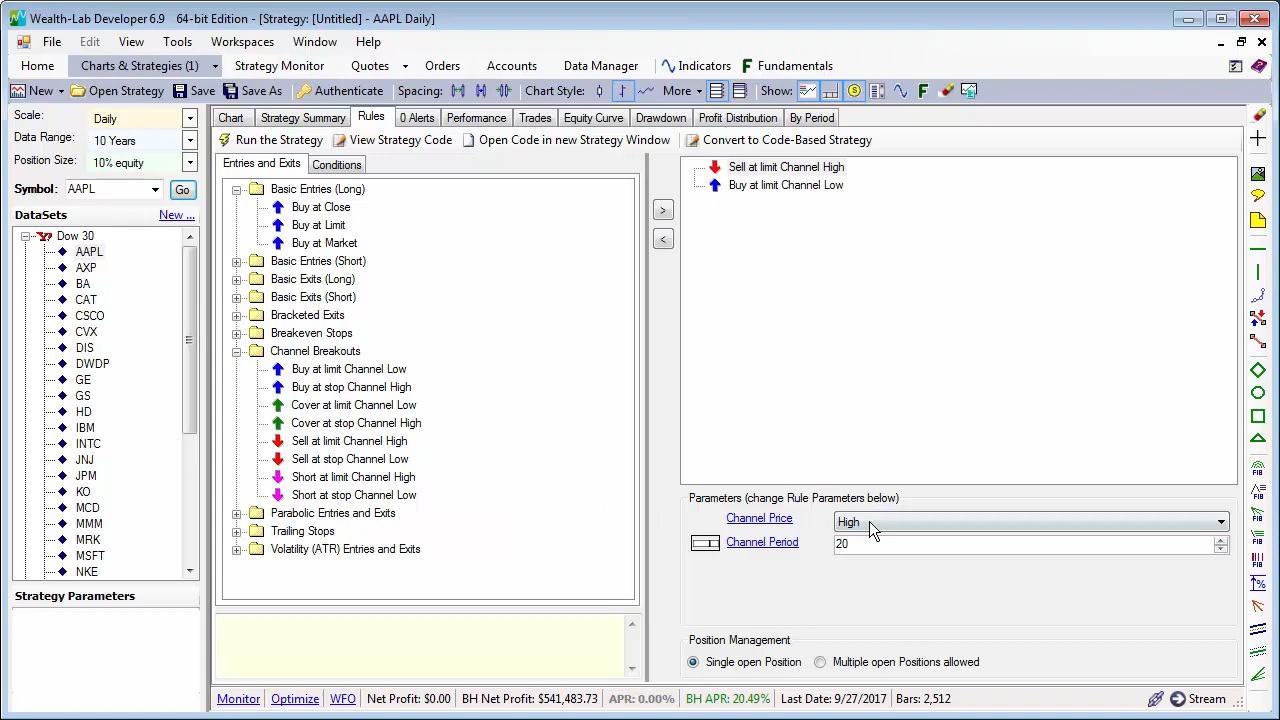 Wealth-Lab Developer 6.9 64-bit Edition - [Strategy: [Untitled] - AAPL Daily]
File Edit View Tools Workspaces Window Help
Home Charts & Strategies (1) Strategy Monitor Quotes Orders Accounts Data Manager Indicators Fundamentals
New Open Strategy Save Save As Authenticate Spacing: Chart Style: More Show:
Scale: Daily
Data Range: 10 Years
Position Size: 10% equity
Symbol: AAPL Go
DataSets New ...
Dow 30
AAPL
AXP
BA
CAT
CSCO
CVX
DIS
DWDP
GE
GS
HD
IBM
INTC
JNJ
JPM
KO
MCD
MMM
MRK
MSFT
NKE
Strategy Parameters
Chart Strategy Summary Rules 0 Alerts Performance Trades Equity Curve Drawdown Profit Distribution By Period
Run the Strategy View Strategy Code Open Code in new Strategy Window Convert to Code-Based Strategy
Entries and Exits Conditions
Basic Entries (Long)
Buy at Close
Buy at Limit
Buy at Market
Basic Entries (Short)
Basic Exits (Long)
Basic Exits (Short)
Bracketed Exits
Breakeven Stops
Channel Breakouts
Buy at limit Channel Low
Buy at stop Channel High
Cover at limit Channel Low
Cover at stop Channel High
Sell at limit Channel High
Sell at stop Channel Low
Short at limit Channel High
Short at stop Channel Low
Parabolic Entries and Exits
Trailing Stops
Volatility (ATR) Entries and Exits
>
<
Sell at limit Channel High
Buy at limit Channel Low
Parameters (change Rule Parameters below)
Channel Price High
Channel Period 20
Position Management
Single open Position Multiple open Positions allowed
FIB
FIB
FIB
FIB
FIB
Monitor Optimize WFO Net Profit: $0.00 BH Net Profit: $541,483.73 APR: 0.00% BH APR: 20.49% Last Date: 9/27/2017 Bars: 2,512 Stream